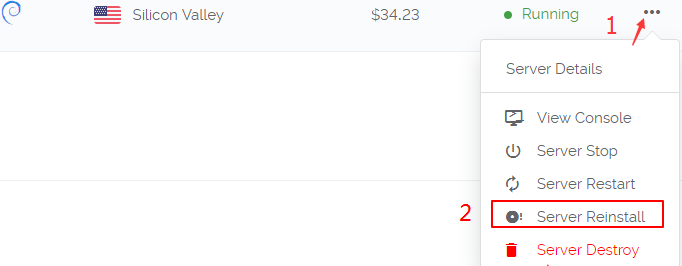 Silicon Valley $34.23 Running 1
Server Details
View Console
Server Stop
Server Restart
2 Server Reinstall
Server Destroy